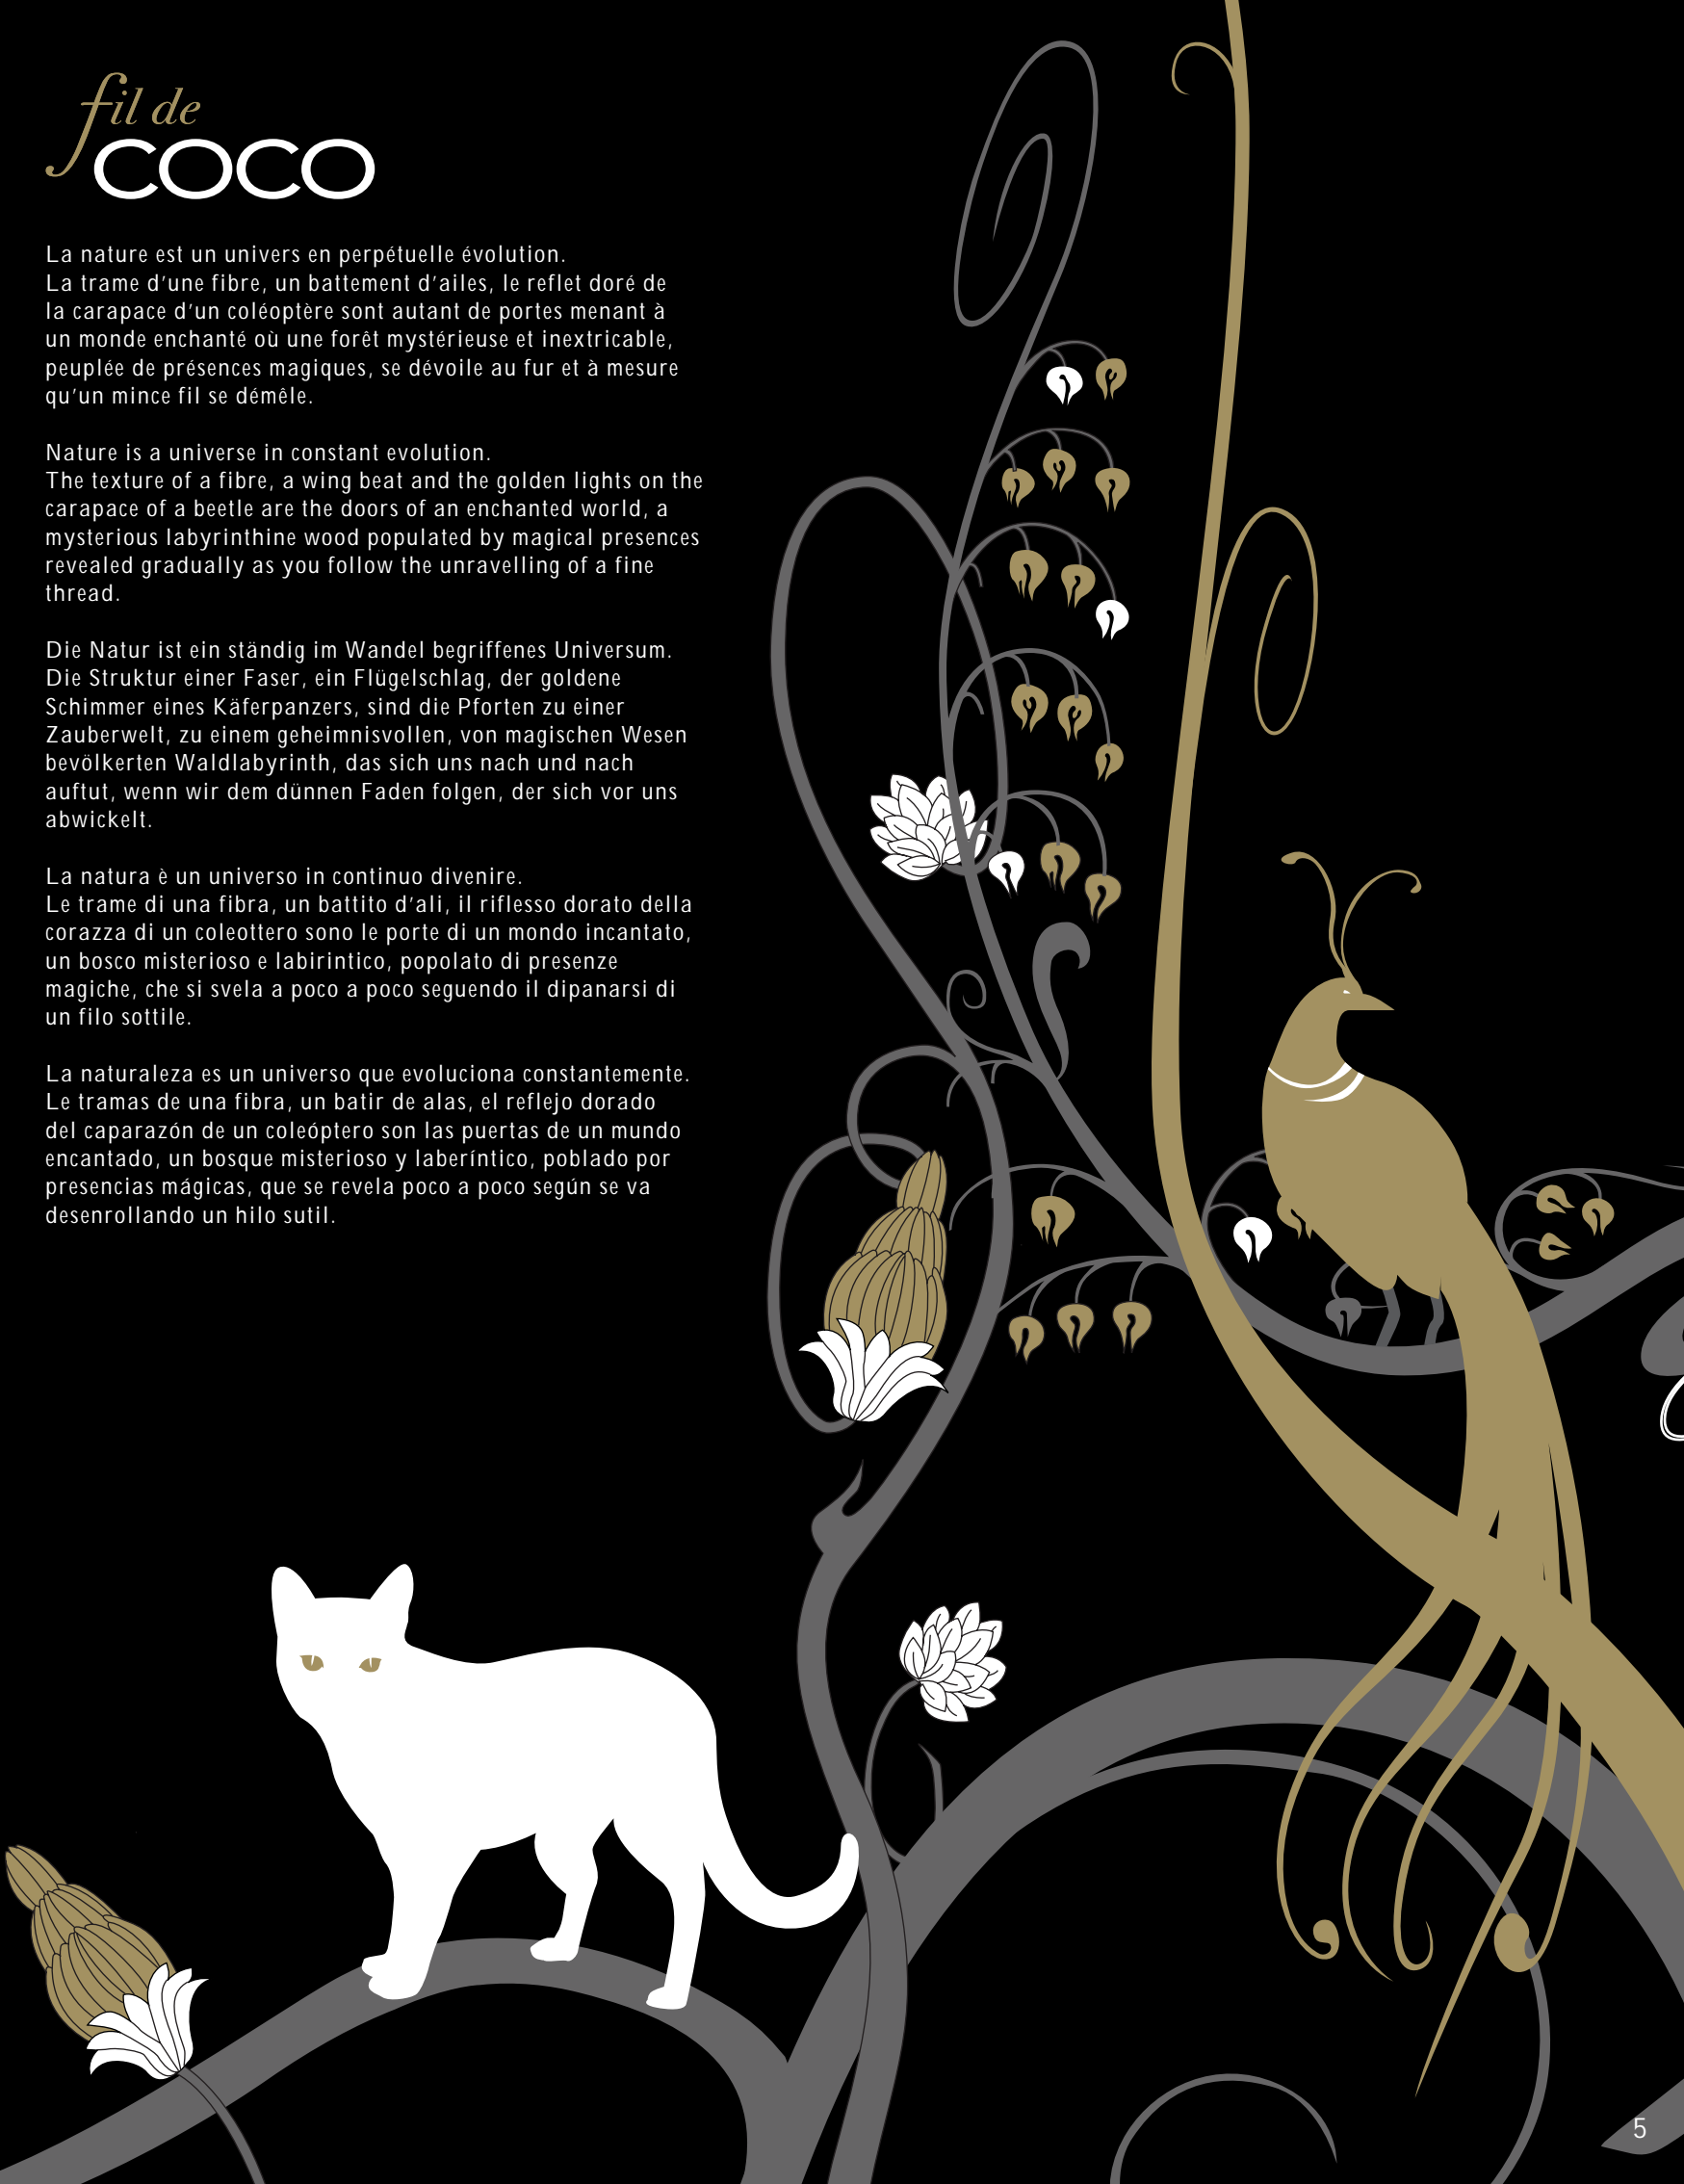 fil de
COCO
La nature est un univers en perpétuelle évolution.
La trame d'une fibre, un battement d'ailes, le reflet doré de
la carapace d'un coléoptère sont autant de portes menant à
un monde enchanté où une forêt mystérieuse et inextricable,
peuplée de présences magiques, se dévoile au fur et à mesure
qu'un mince fil se démêle.
Nature is a universe in constant evolution.
The texture of a fibre, a wing beat and the golden lights on the
carapace of a beetle are the doors of an enchanted world, a
mysterious labyrinthine wood populated by magical presences
revealed gradually as you follow the unravelling of a fine
thread.
Die Natur ist ein ständig im Wandel begriffenes Universum.
Die Struktur einer Faser, ein Flügelschlag, der goldene
Schimmer eines Käferpanzers, sind die Pforten zu einer
Zauberwelt, zu einem geheimnisvollen, von magischen Wesen
bevölkerten Waldlabyrinth, das sich uns nach und nach
auftut, wenn wir dem dünnen Faden folgen, der sich vor uns
abwickelt.
La natura è un universo in continuo divenire.
Le trame di una fibra, un battito d'ali, il riflesso dorato della
corazza di un coleottero sono le porte di un mondo incantato,
un bosco misterioso e labirintico, popolato di presenze
magiche, che si svela a poco a poco seguendo il dipanarsi di
un filo sottile.
La naturaleza es un universo que evoluciona constantemente.
Le tramas de una fibra, un batir de alas, el reflejo dorado
del caparazón de un coleóptero son las puertas de un mundo
encantado, un bosque misterioso y laberíntico, poblado por
presencias mágicas, que se revela poco a poco según se va
desenrollando un hilo sutil.
5